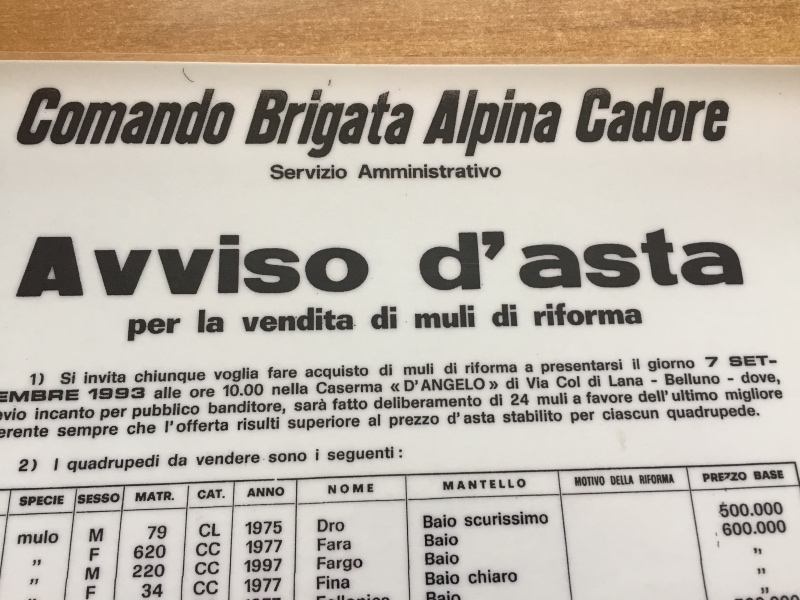 Comando Brigata Alpina Cadore
Servizio Amministrativo
Avviso d'asta
per la vendita di muli di riforma
1) Si invita chiunque voglia fare acquisto di muli di riforma a presentarsi il giorno 7 SET-
EMBRE 1993 alle ore 10.00 nella Caserma « D'ANGELO » di Via Col di Lana - Belluno - dove,
evio incanto per pubblico banditore, sarà fatto deliberamento di 24 muli a favore dell'ultimo migliore
erente sempre che l'offerta risulti superiore al prezzo d'asta stabilito per ciascun quadrupede.
2) I quadrupedi da vendere sono i seguenti :
SPECIE SESSO MATR. CAT. ANNO NOME MANTELLO MOTIVO DELLA RIFORMA PREZZO BASE
mulo M 79 CL 1975 Dro Baio scurissimo 500.000
" F 620 CC 1977 Fara Baio 600.000
" M 220 CC 1997 Fargo Baio "
" F 34 CC 1977 Fina Baio chiaro "
Baio "